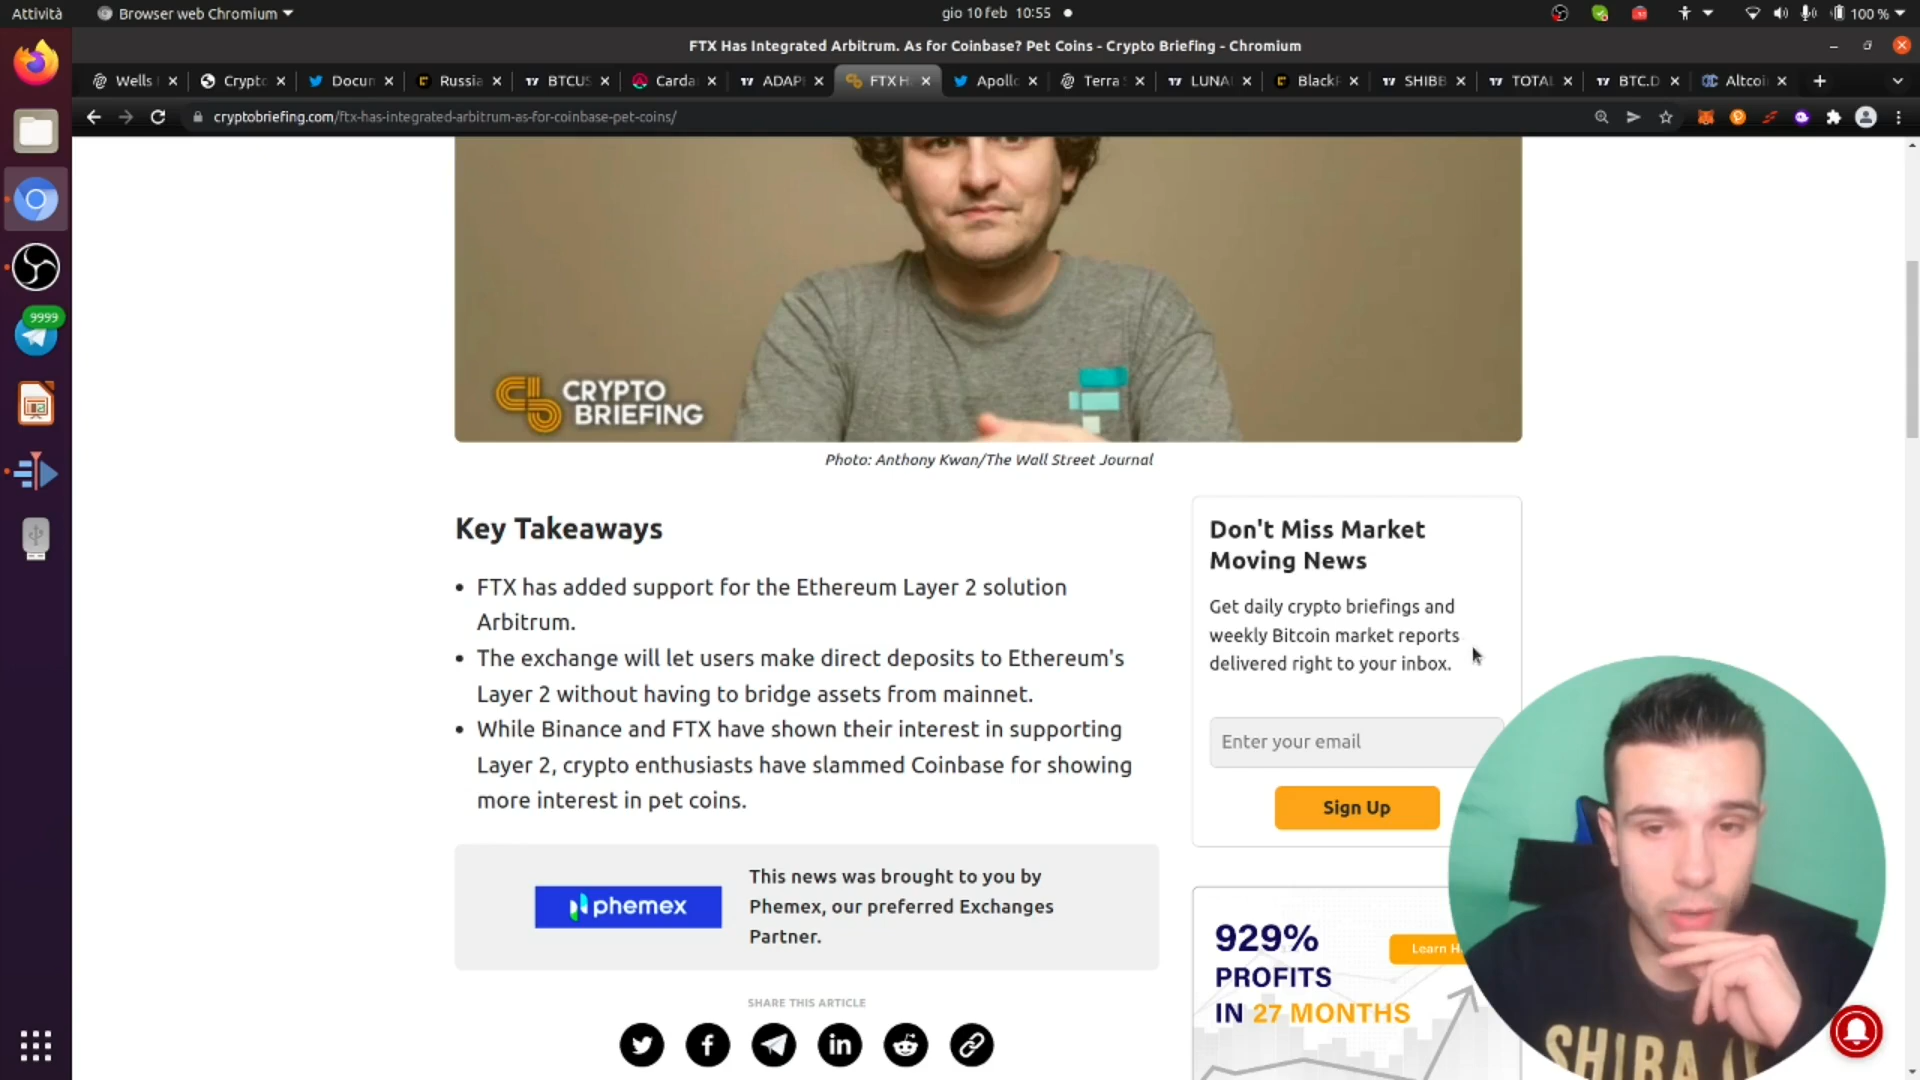 Attività
Browser web Chromium
gio 10 feb 10:55
100 %
FTX Has Integrated Arbitrum. As for Coinbase? Pet Coins - Crypto Briefing - Chromium
Wells
Crypto
Docun
Russia
BTCUS
Carda
ADAP
FTX H
Apollo
Terra
LUNA
BlackF
SHIBB
TOTAL
BTC.D
Altcoi
cryptobriefing.com/ftx-has-integrated-arbitrum-as-for-coinbase-pet-coins/
9999
CRYPTO
BRIEFING
Photo: Anthony Kwan/The Wall Street Journal
Key Takeaways
• FTX has added support for the Ethereum Layer 2 solution
Arbitrum.
• The exchange will let users make direct deposits to Ethereum's
Layer 2 without having to bridge assets from mainnet.
• While Binance and FTX have shown their interest in supporting
Layer 2, crypto enthusiasts have slammed Coinbase for showing
more interest in pet coins.
phemex
This news was brought to you by
Phemex, our preferred Exchanges
Partner.
SHARE THIS ARTICLE
Don't Miss Market
Moving News
Get daily crypto briefings and
weekly Bitcoin market reports
delivered right to your inbox.
Enter your email
Sign Up
929%
PROFITS
IN 27 MONTHS
Learn H
SHIBA